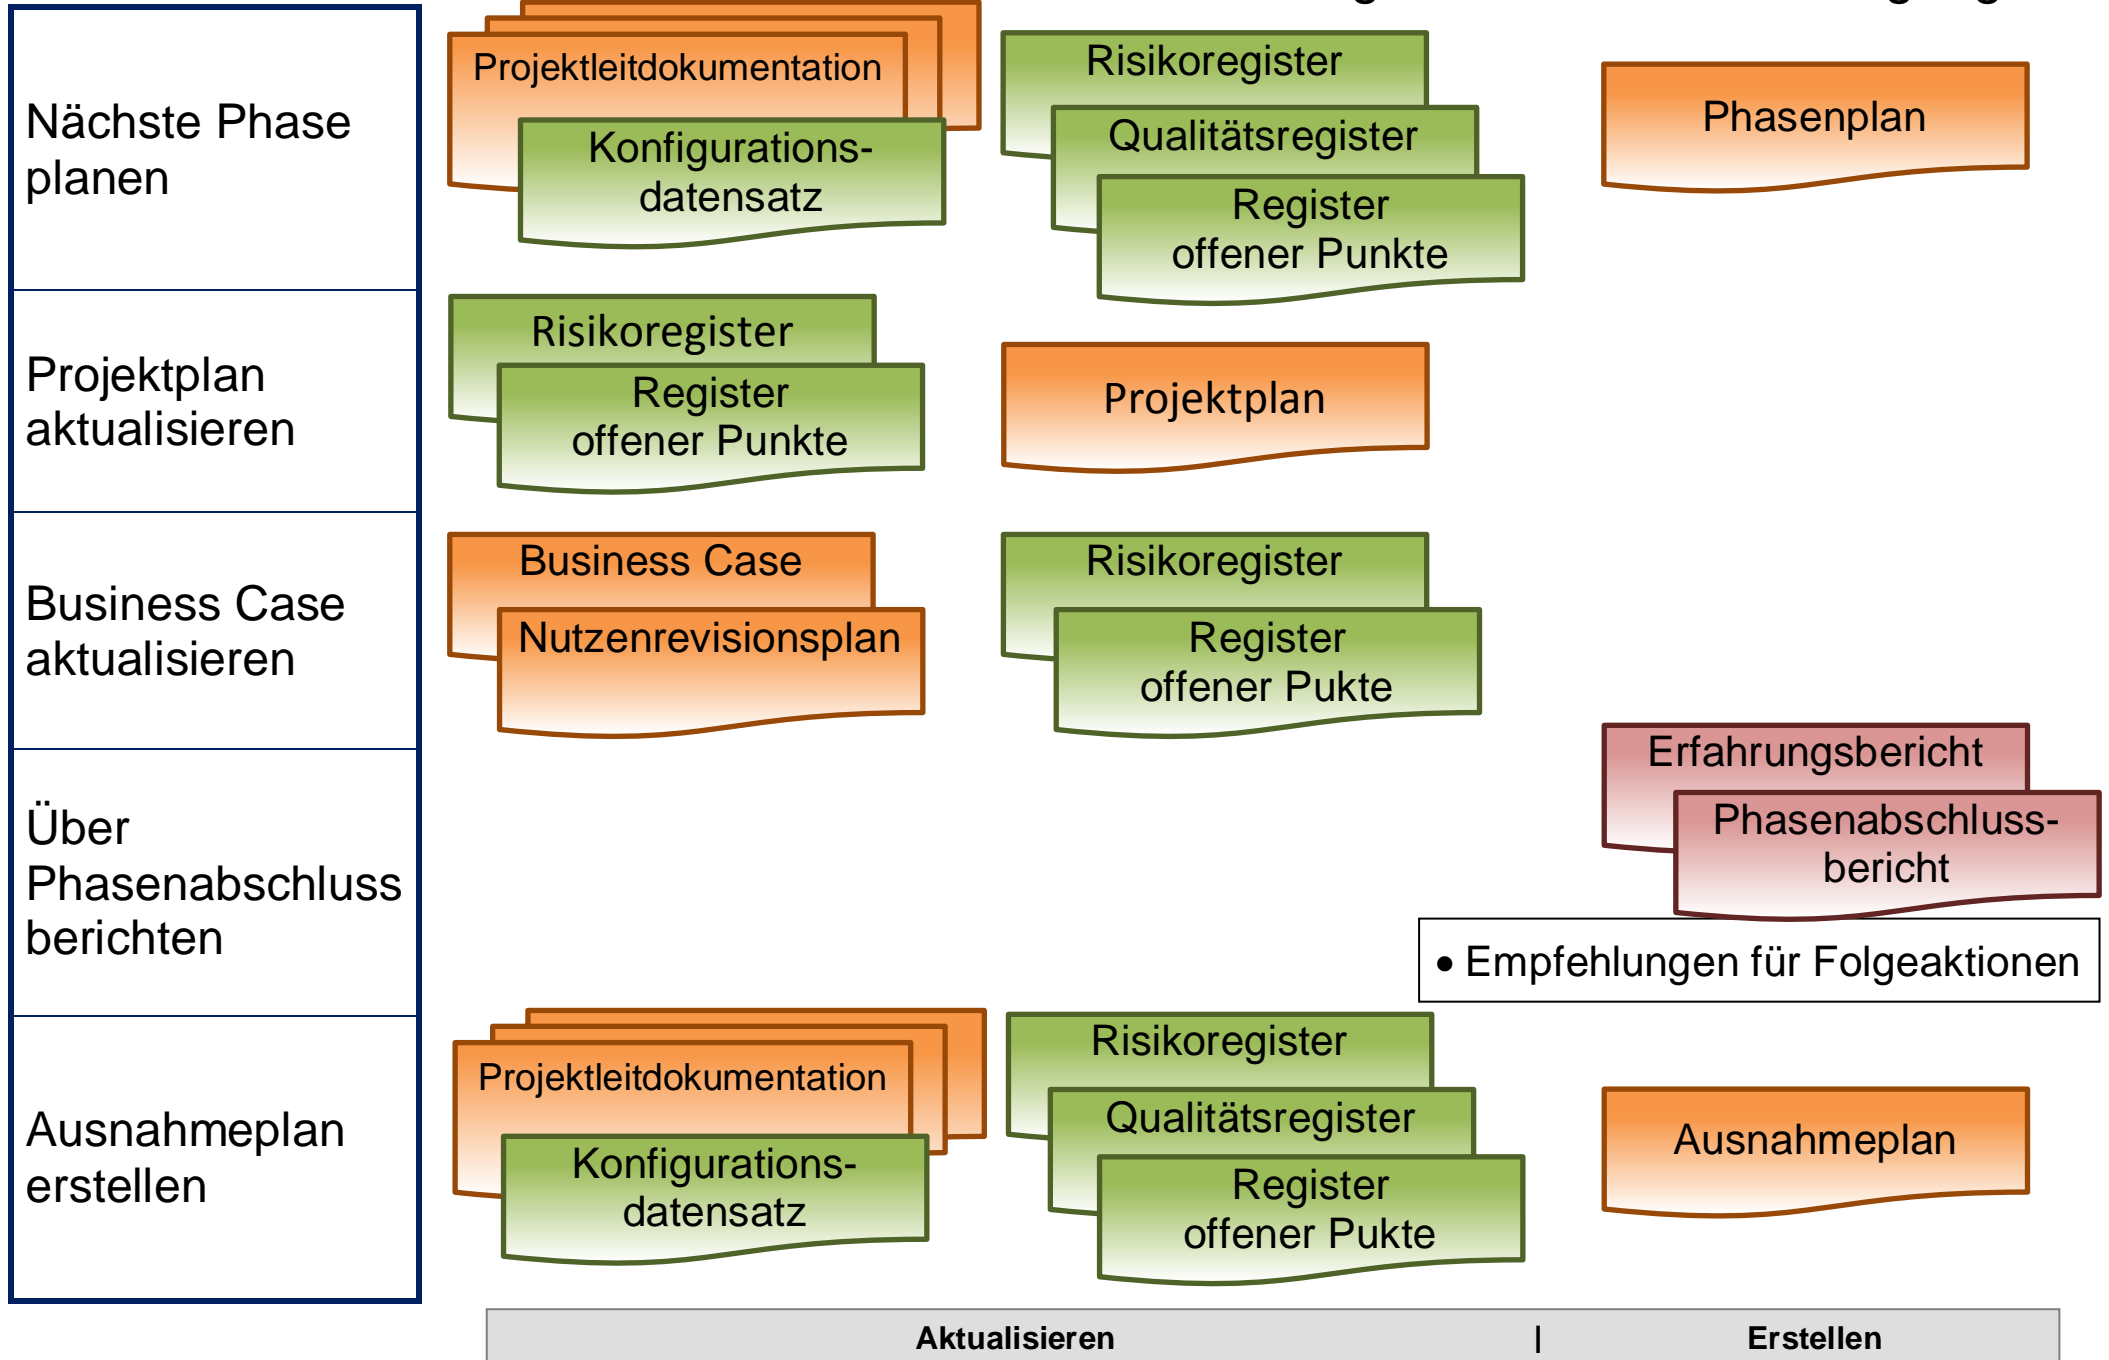 Nächste Phase
planen
Projektleitdokumentation
Konfigurations-
datensatz
Risikoregister
Qualitätsregister
Register
offener Punkte
Phasenplan
Projektplan
aktualisieren
Risikoregister
Register
offener Punkte
Projektplan
Business Case
aktualisieren
Business Case
Nutzenrevisionsplan
Risikoregister
Register
offener Pukte
Über
Phasenabschluss
berichten
Erfahrungsbericht
Phasenabschluss-
bericht
• Empfehlungen für Folgeaktionen
Ausnahmeplan
erstellen
Projektleitdokumentation
Konfigurations-
datensatz
Risikoregister
Qualitätsregister
Register
offener Pukte
Ausnahmeplan
Aktualisieren | Erstellen